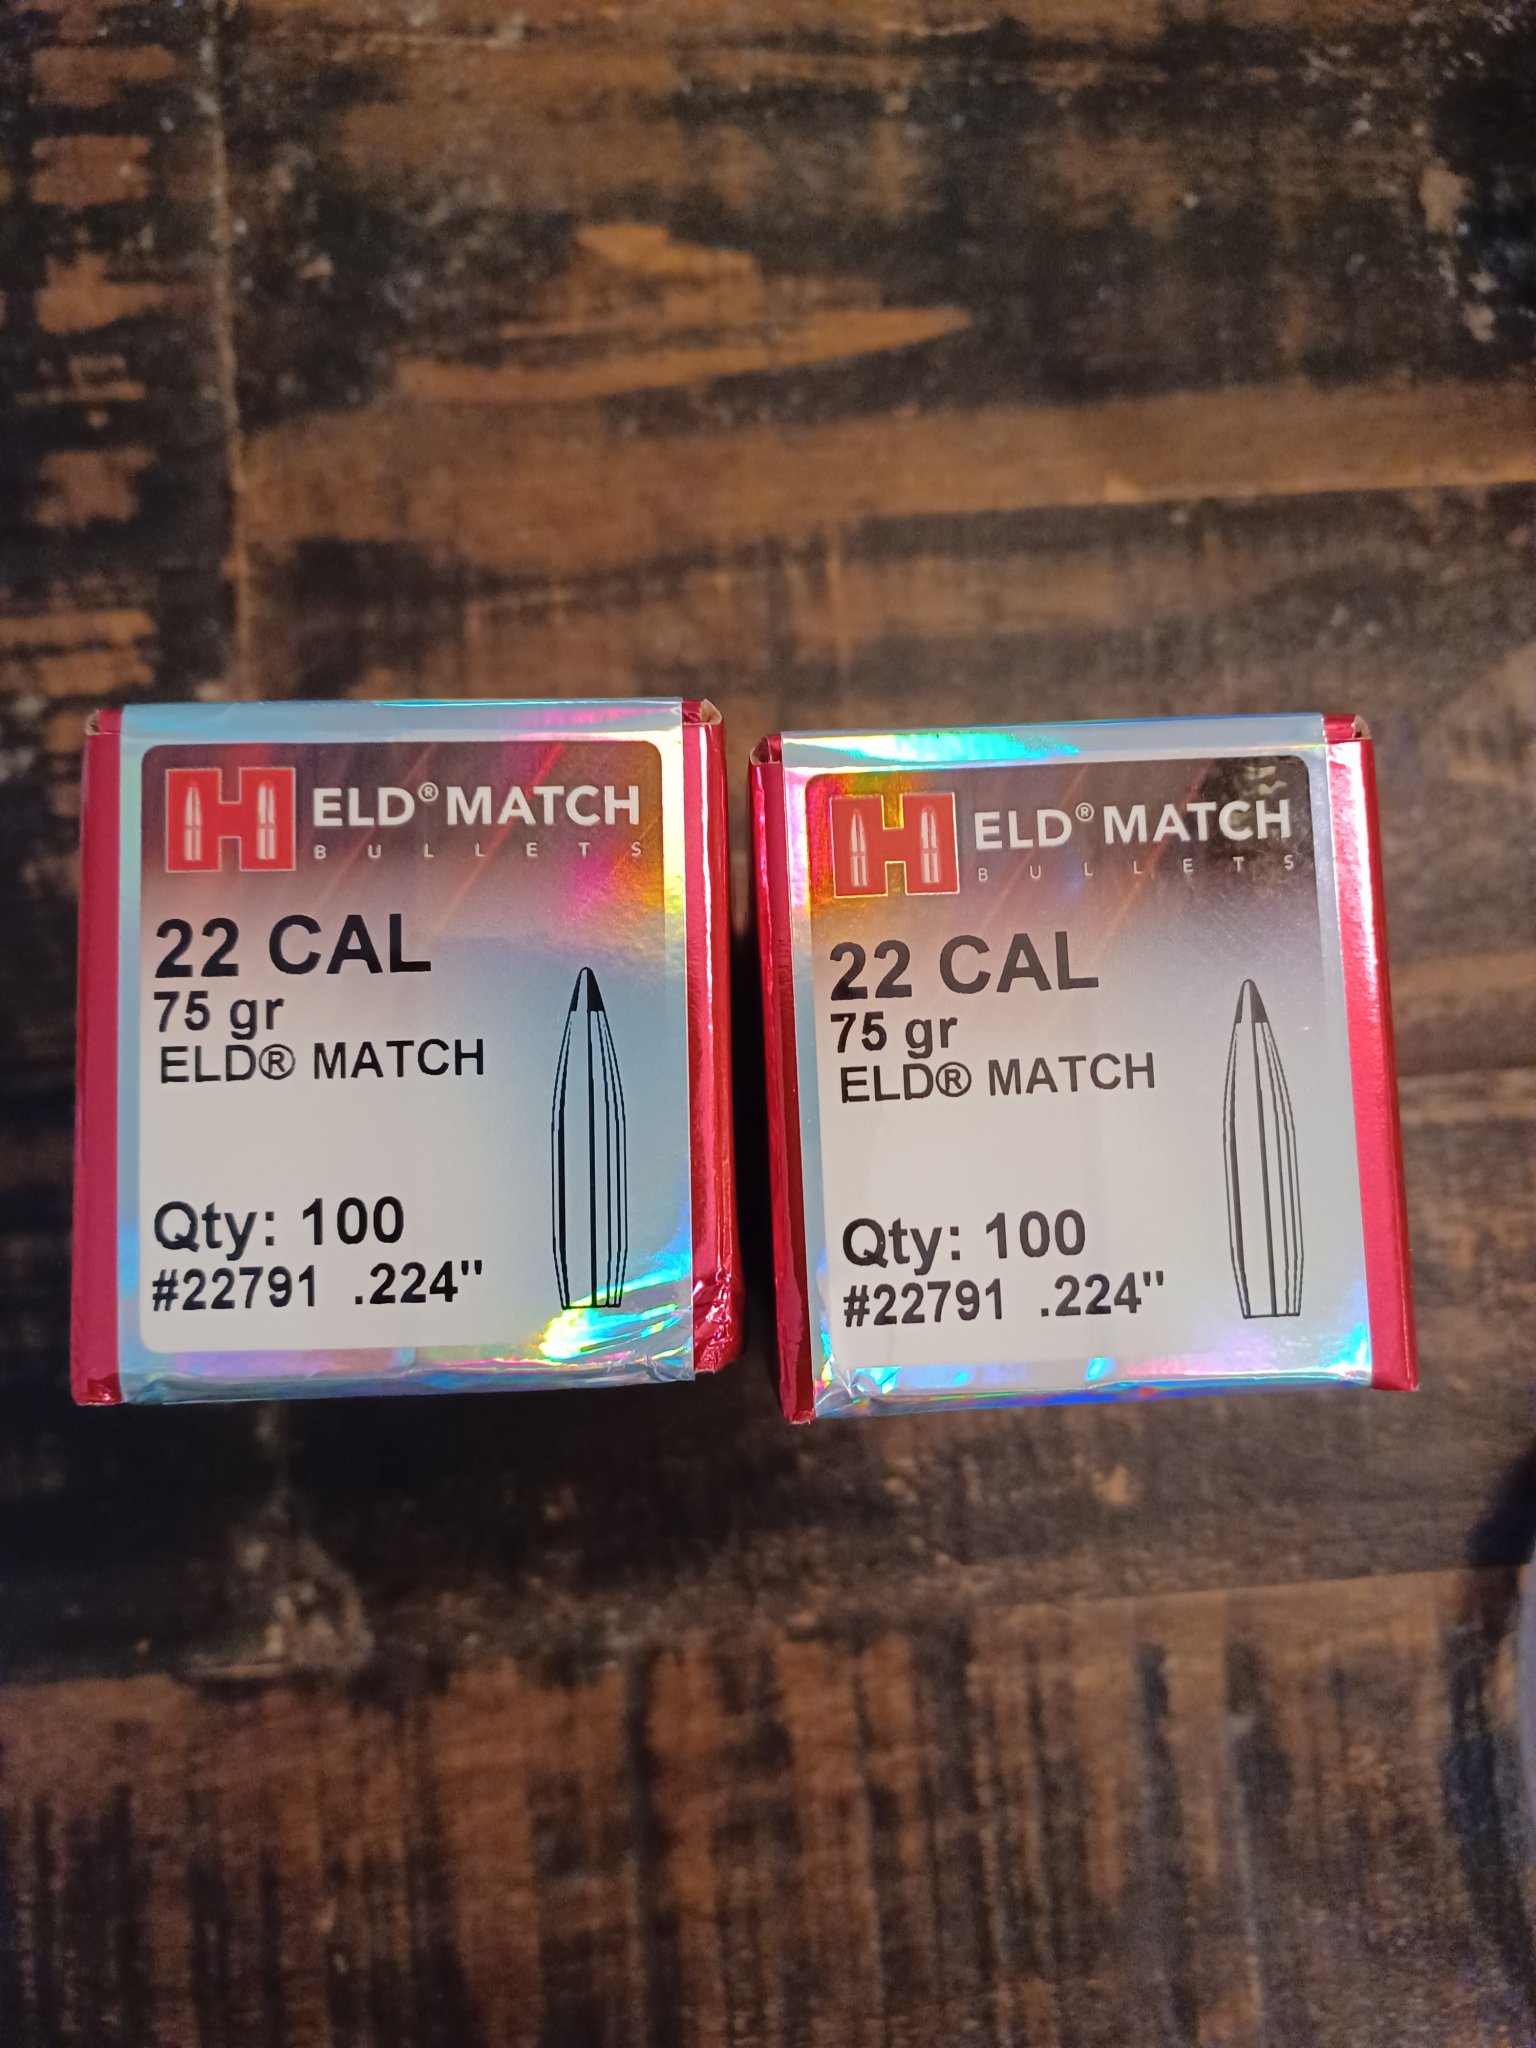 H ELD® MATCH
BULLETS
22 CAL
75 gr
ELD® MATCH
Qty: 100
#22791 .224"
H ELD® MATCH
BULLETS
22 CAL
75 gr
ELD® MATCH
Qty: 100
#22791 .224"